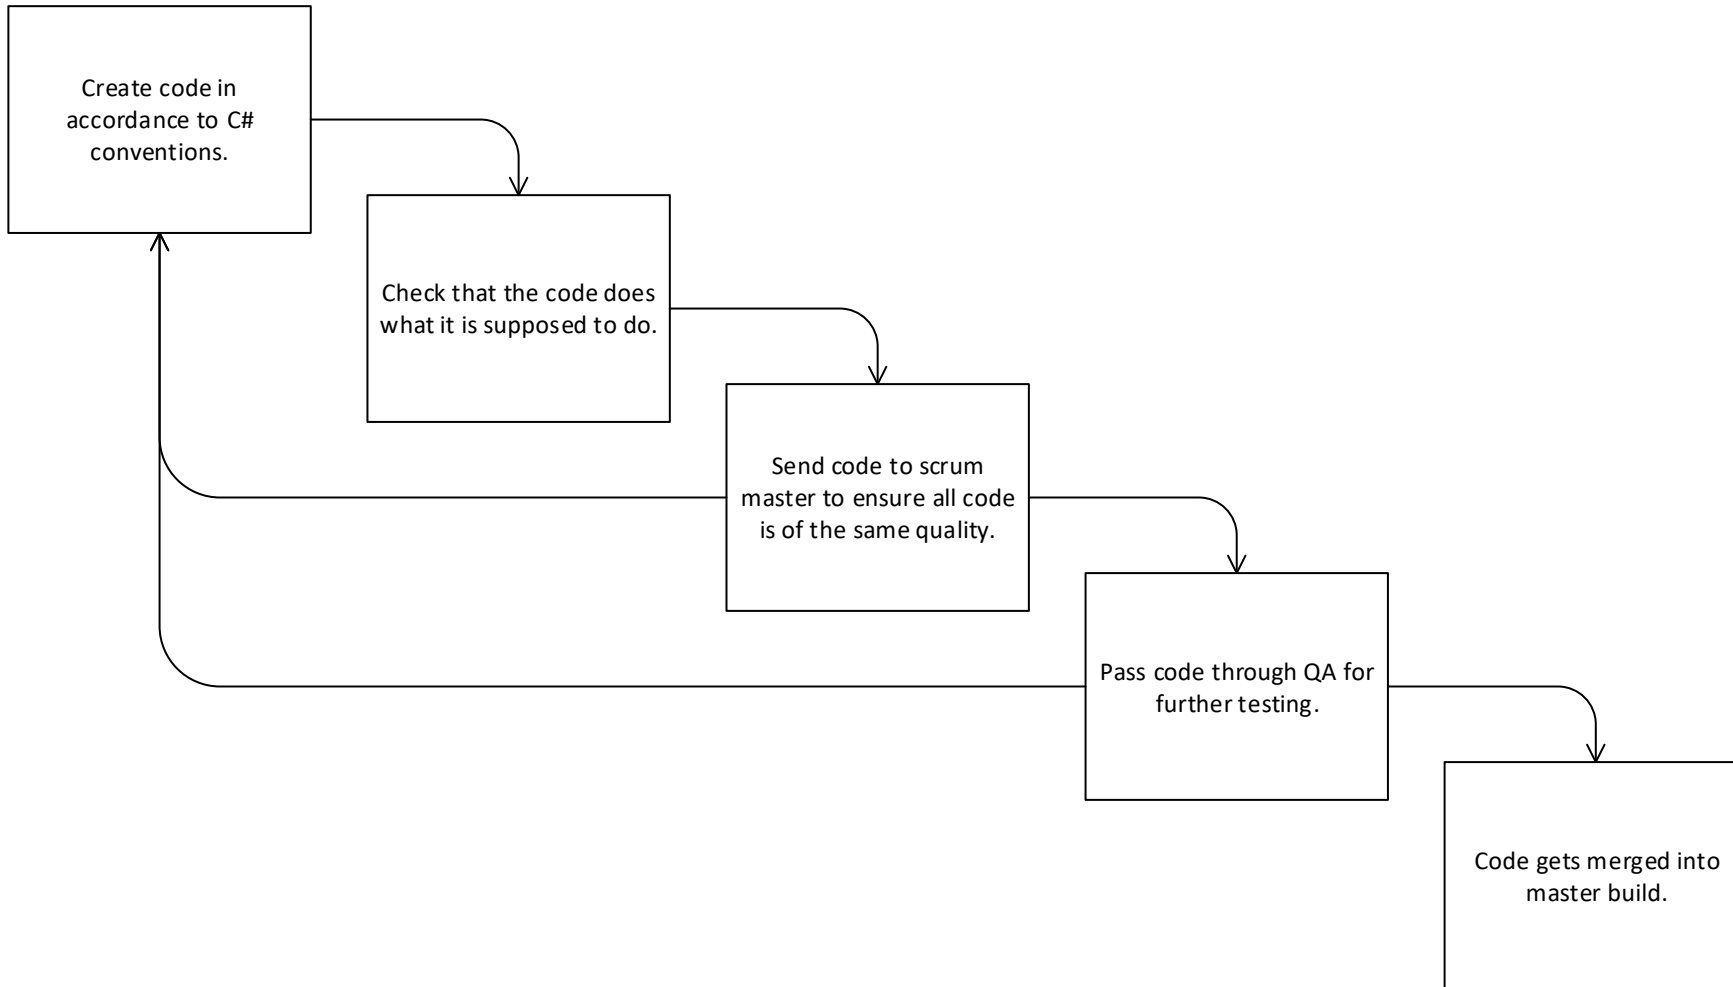 Create code in
accordance to C#
conventions.
Check that the code does
what it is supposed to do.
Send code to scrum
master to ensure all code
is of the same quality.
Pass code through QA for
further testing.
Code gets merged into
master build.